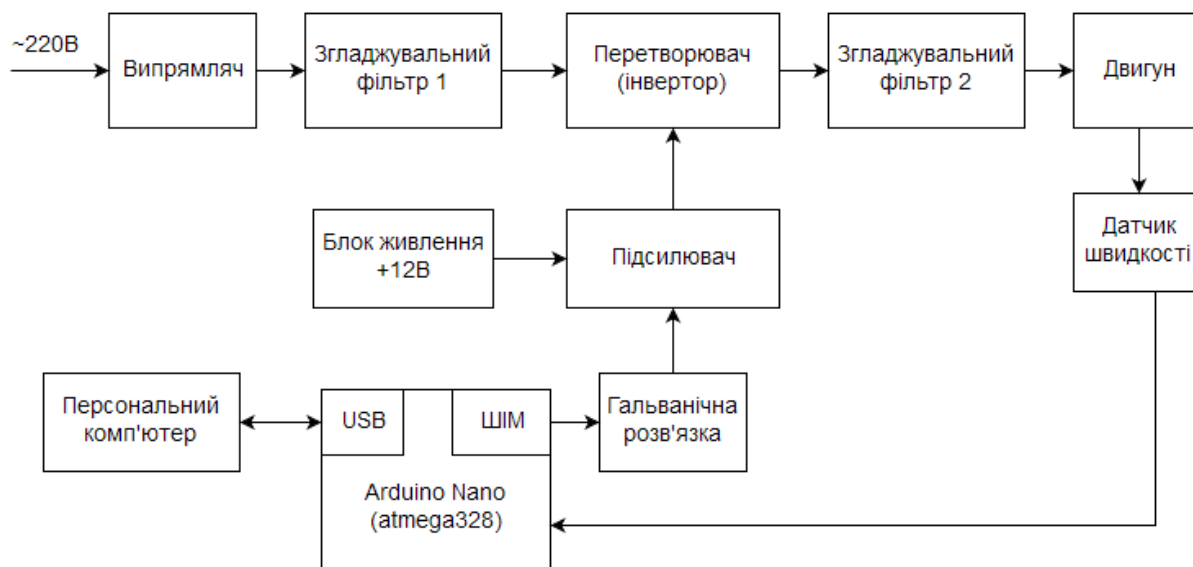 ~220В
Випрямляч
Згладжувальний
фільтр 1
Перетворювач
(інвертор)
Згладжувальний
фільтр 2
Двигун
Блок живлення
+12В
Підсилювач
Датчик
швидкості
Персональний
комп'ютер
USB
ШІМ
Гальванічна
розв'язка
Arduino Nano
(atmega328)